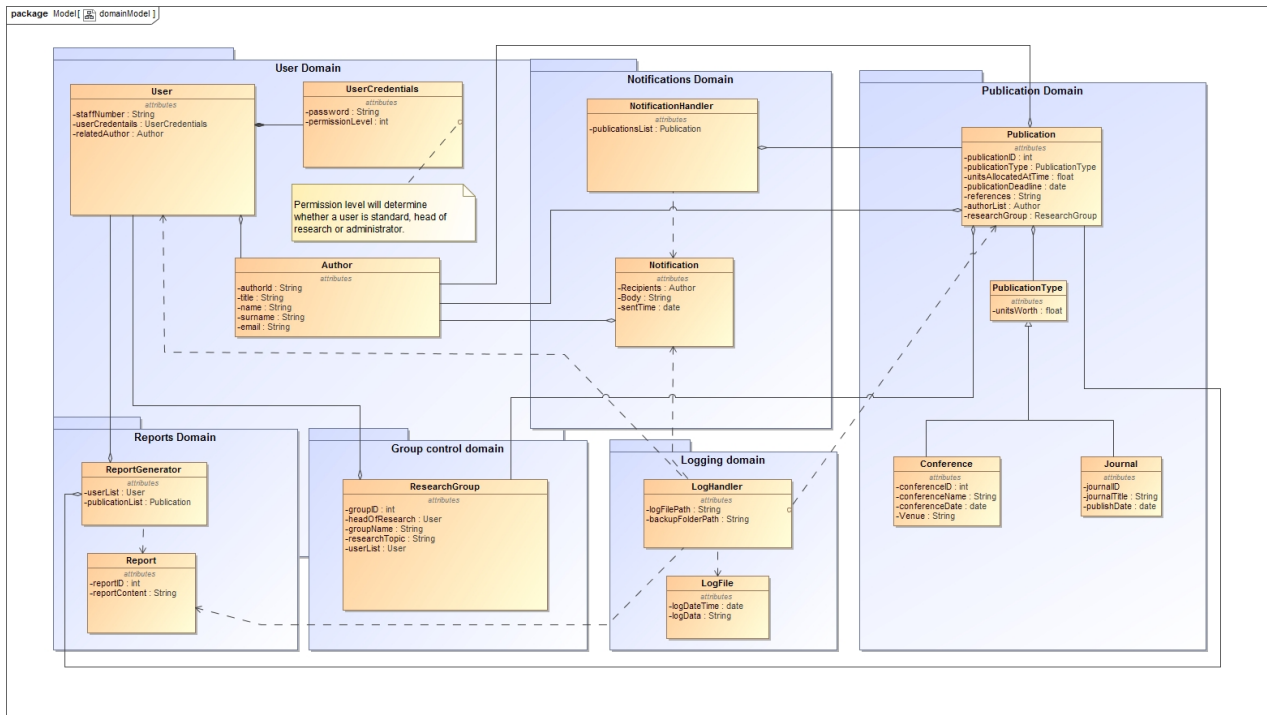 package Model[ domainModel ]
User Domain
User
attributes
-staffNumber : String
-userCredentails : UserCredentials
-relatedAuthor : Author
UserCredentials
attributes
-password : String
-permissionLevel : int
Permission level will determine
whether a user is standard, head of
research or administrator.
Author
attributes
-authorId : String
-title : String
-name : String
-surname : String
-email : String
Notifications Domain
NotificationHandler
attributes
-publicationsList : Publication
Notification
attributes
-Recipients : Author
-Body : String
-sentTime : date
Publication Domain
Publication
attributes
-publicationID : int
-publicationType : PublicationType
-unitsAllocatedAtTime : float
-publicationDeadline : date
-references : String
-authorList : Author
-researchGroup : ResearchGroup
PublicationType
attributes
-unitsWorth : float
Conference
attributes
-conferenceID : int
-conferenceName : String
-conferenceDate : date
-Venue : String
Journal
attributes
-journalID
-journalTitle : String
-publishDate : date
Reports Domain
ReportGenerator
attributes
-userList : User
-publicationList : Publication
Report
attributes
-reportID : int
-reportContent : String
Group control domain
ResearchGroup
attributes
-groupID : int
-headOfResearch : User
-groupName : String
-researchTopic : String
-userList : User
Logging domain
LogHandler
attributes
-logFilePath : String
-backupFolderPath : String
LogFile
attributes
-logDateTime : date
-logData : String